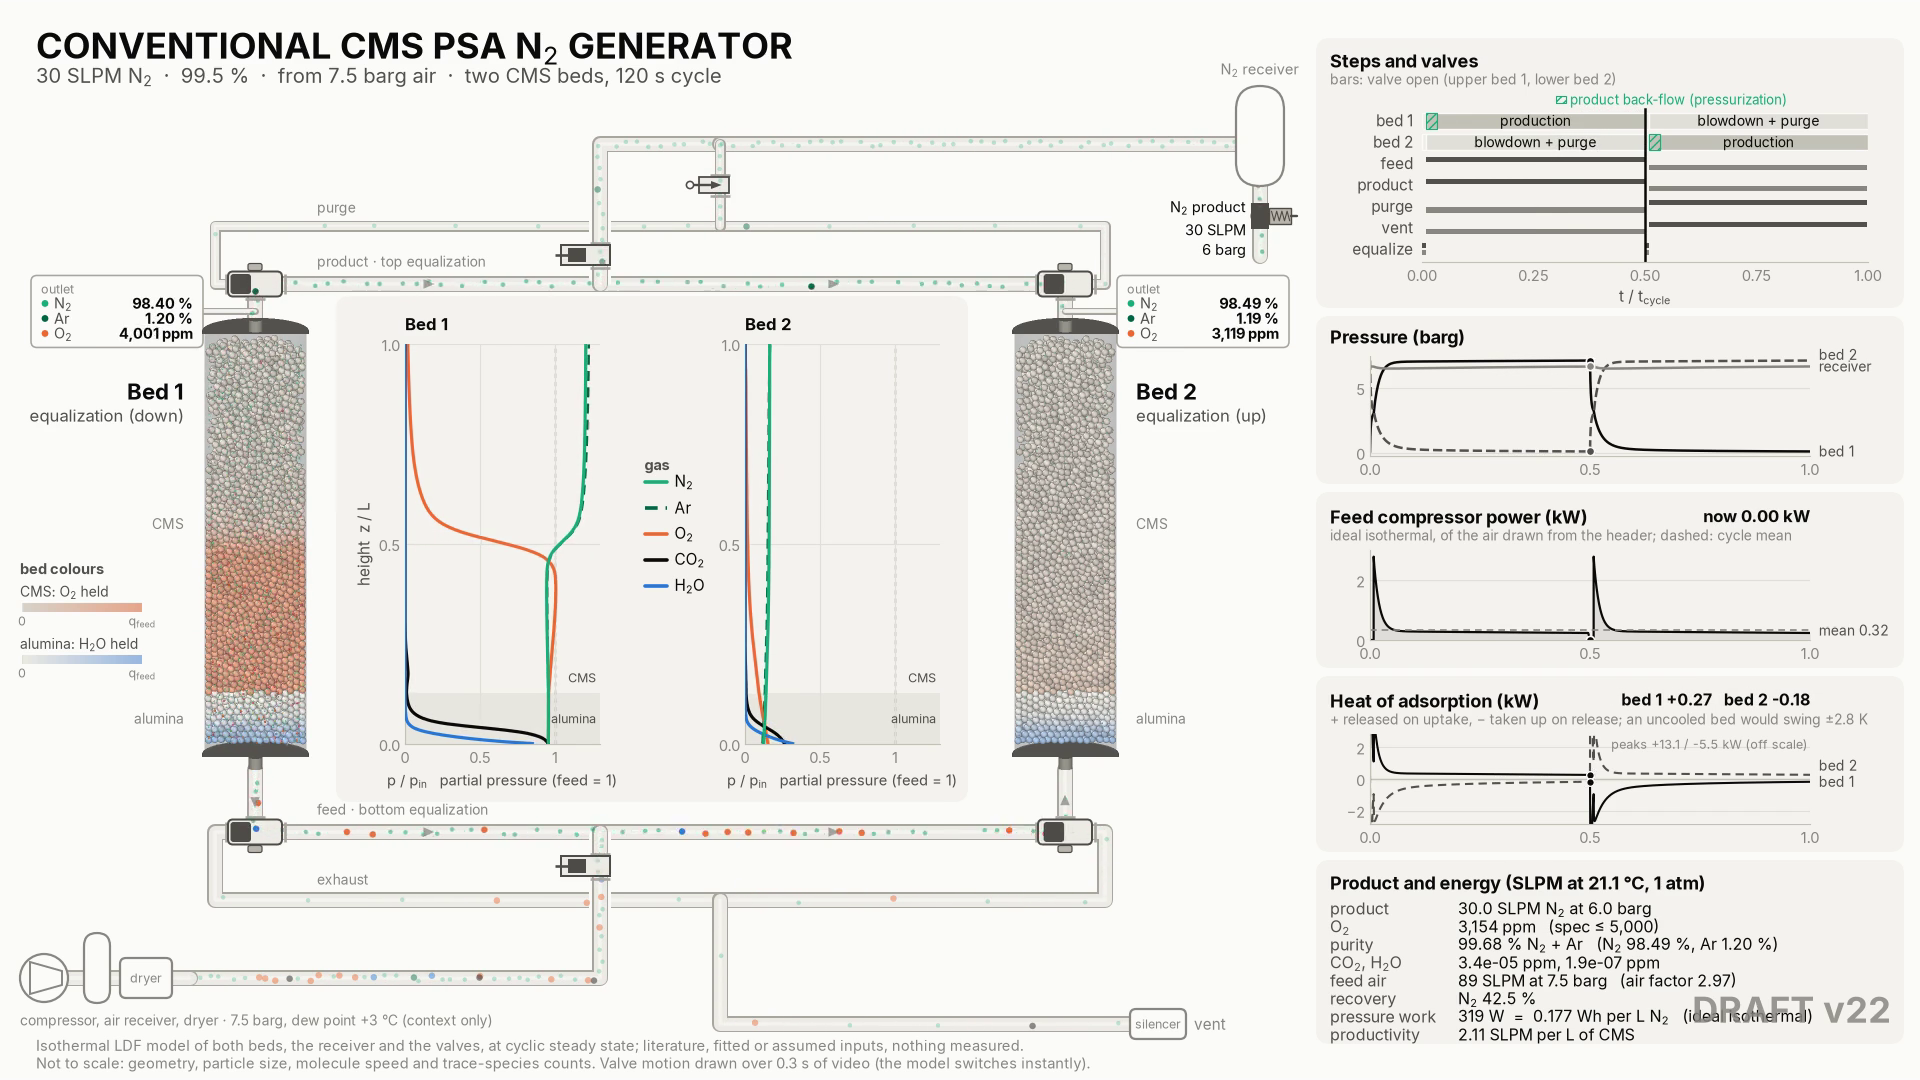 CONVENTIONAL CMS PSA N₂ GENERATOR
30 SLPM N₂ · 99.5 % · from 7.5 barg air · two CMS beds, 120 s cycle
N₂ receiver
purge
N₂ product
30 SLPM
6 barg
product · top equalization
outlet
N₂ 98.40 %
Ar 1.20 %
O₂ 4,001 ppm
outlet
N₂ 98.49 %
Ar 1.19 %
O₂ 3,119 ppm
Bed 1
equalization (down)
CMS
bed colours
CMS: O₂ held
0 q_feed
alumina: H₂O held
0 q_feed
alumina
Bed 1
1.0
0.5
0.0
height z / L
CMS
alumina
0 0.5 1
p / p_in partial pressure (feed = 1)
gas
N₂
Ar
O₂
CO₂
H₂O
Bed 2
1.0
0.5
0.0
CMS
alumina
0 0.5 1
p / p_in partial pressure (feed = 1)
Bed 2
equalization (up)
CMS
alumina
feed · bottom equalization
exhaust
dryer
compressor, air receiver, dryer · 7.5 barg, dew point +3 °C (context only)
silencer
vent
Isothermal LDF model of both beds, the receiver and the valves, at cyclic steady state; literature, fitted or assumed inputs, nothing measured.
Not to scale: geometry, particle size, molecule speed and trace-species counts. Valve motion drawn over 0.3 s of video (the model switches instantly).
Steps and valves
bars: valve open (upper bed 1, lower bed 2)
product back-flow (pressurization)
bed 1 production blowdown + purge
bed 2 blowdown + purge production
feed
product
purge
vent
equalize
0.00 0.25 0.50 0.75 1.00
t / t_cycle
Pressure (barg)
5
0
bed 2
receiver
bed 1
0.0 0.5 1.0
Feed compressor power (kW) now 0.00 kW
ideal isothermal, of the air drawn from the header; dashed: cycle mean
2
0
mean 0.32
0.0 0.5 1.0
Heat of adsorption (kW) bed 1 +0.27 bed 2 -0.18
+ released on uptake, − taken up on release; an uncooled bed would swing ±2.8 K
peaks +13.1 / -5.5 kW (off scale)
2
0
−2
bed 2
bed 1
0.0 0.5 1.0
Product and energy (SLPM at 21.1 °C, 1 atm)
product 30.0 SLPM N₂ at 6.0 barg
O₂ 3,154 ppm (spec ≤ 5,000)
purity 99.68 % N₂ + Ar (N₂ 98.49 %, Ar 1.20 %)
CO₂, H₂O 3.4e-05 ppm, 1.9e-07 ppm
feed air 89 SLPM at 7.5 barg (air factor 2.97)
recovery N₂ 42.5 %
pressure work 319 W = 0.177 Wh per L N₂ (ideal isothermal)
productivity 2.11 SLPM per L of CMS
DRAFT v22